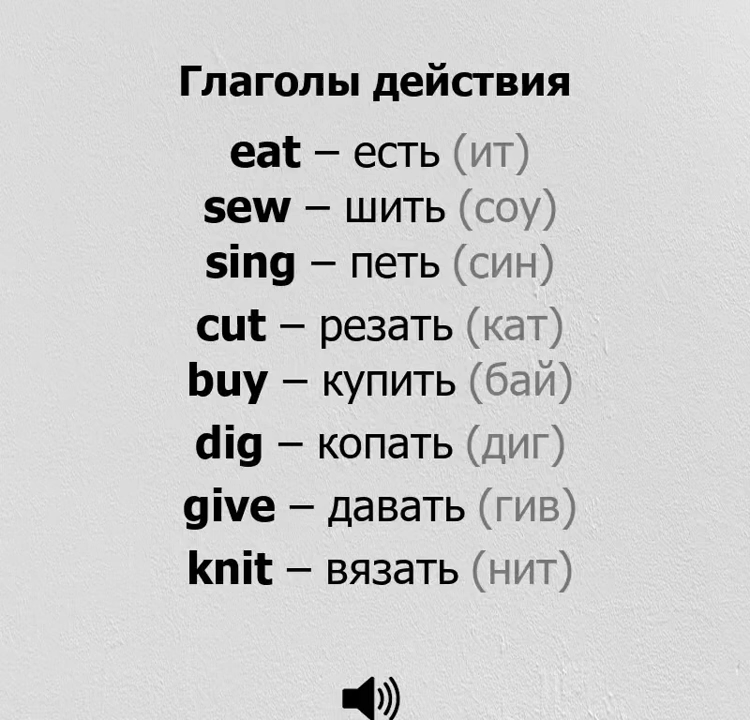 Глаголы действия
eat – есть (ит)
sew – шить (соу)
sing – петь (син)
cut – резать (кат)
buy – купить (бай)
dig – копать (диг)
give – давать (гив)
knit – вязать (нит)